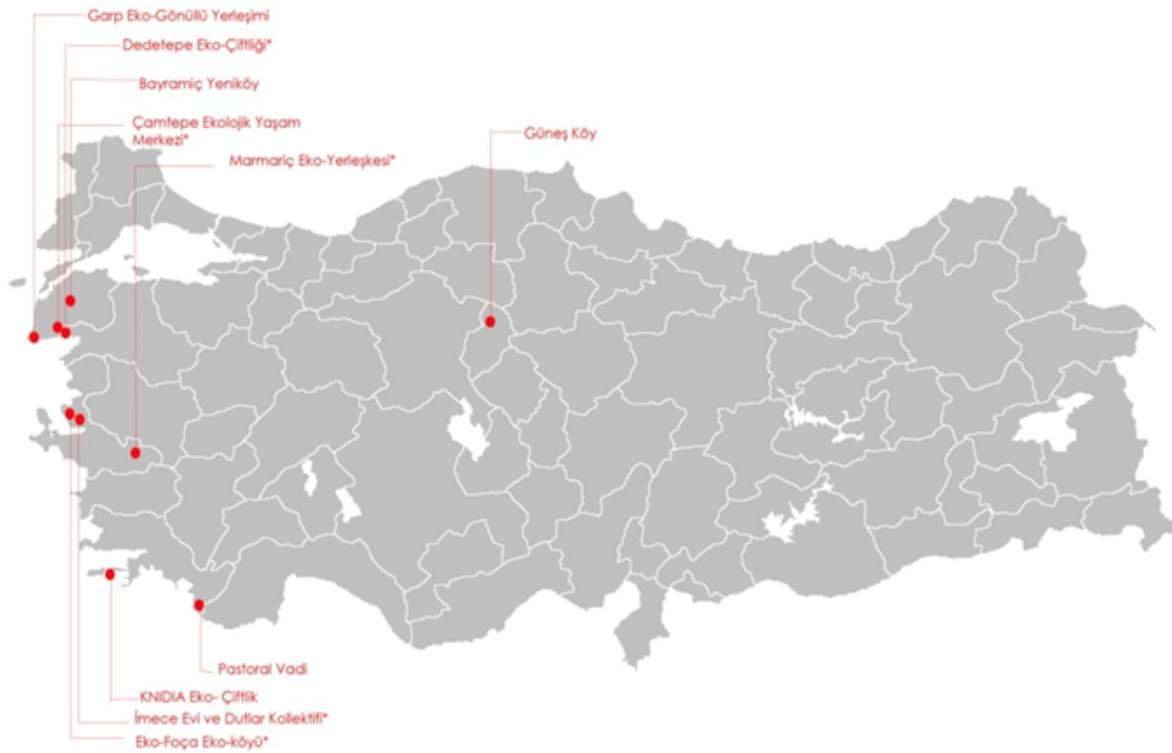 Garp Eko-Gönüllü Yerleşimi
Dedetepe Eko-Çiftliği*
Bayramiç Yeniköy
Çamtepe Ekolojik Yaşam
Merkezi*
Marmariç Eko-Yerleşkesi*
Güneş Köy
Pastoral Vadi
KNIDIA Eko- Çiftlik
İmece Evi ve Dutlar Kollektifi*
Eko-Foça Eko-köyü*